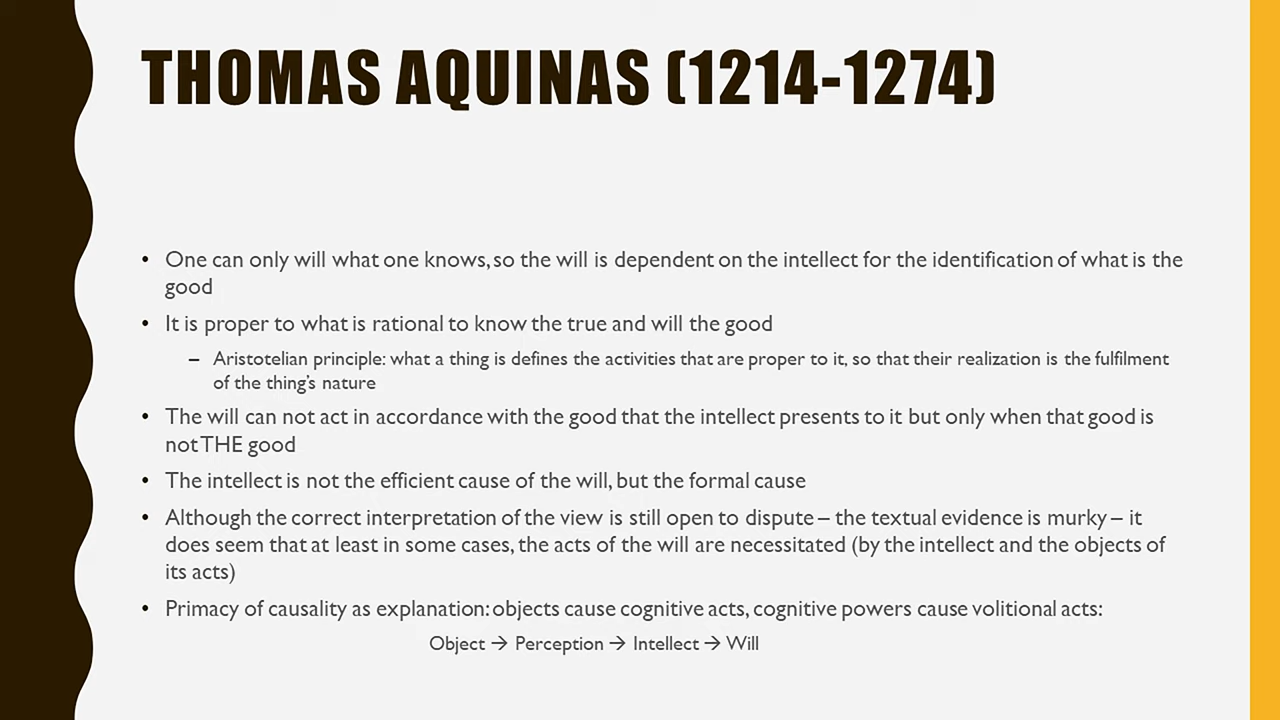 THOMAS AQUINAS (1214-1274)
• One can only will what one knows, so the will is dependent on the intellect for the identification of what is the
good
• It is proper to what is rational to know the true and will the good
– Aristotelian principle: what a thing is defines the activities that are proper to it, so that their realization is the fulfilment
of the thing's nature
• The will can not act in accordance with the good that the intellect presents to it but only when that good is
not THE good
• The intellect is not the efficient cause of the will, but the formal cause
• Although the correct interpretation of the view is still open to dispute – the textual evidence is murky – it
does seem that at least in some cases, the acts of the will are necessitated (by the intellect and the objects of
its acts)
• Primacy of causality as explanation: objects cause cognitive acts, cognitive powers cause volitional acts:
Object → Perception → Intellect → Will